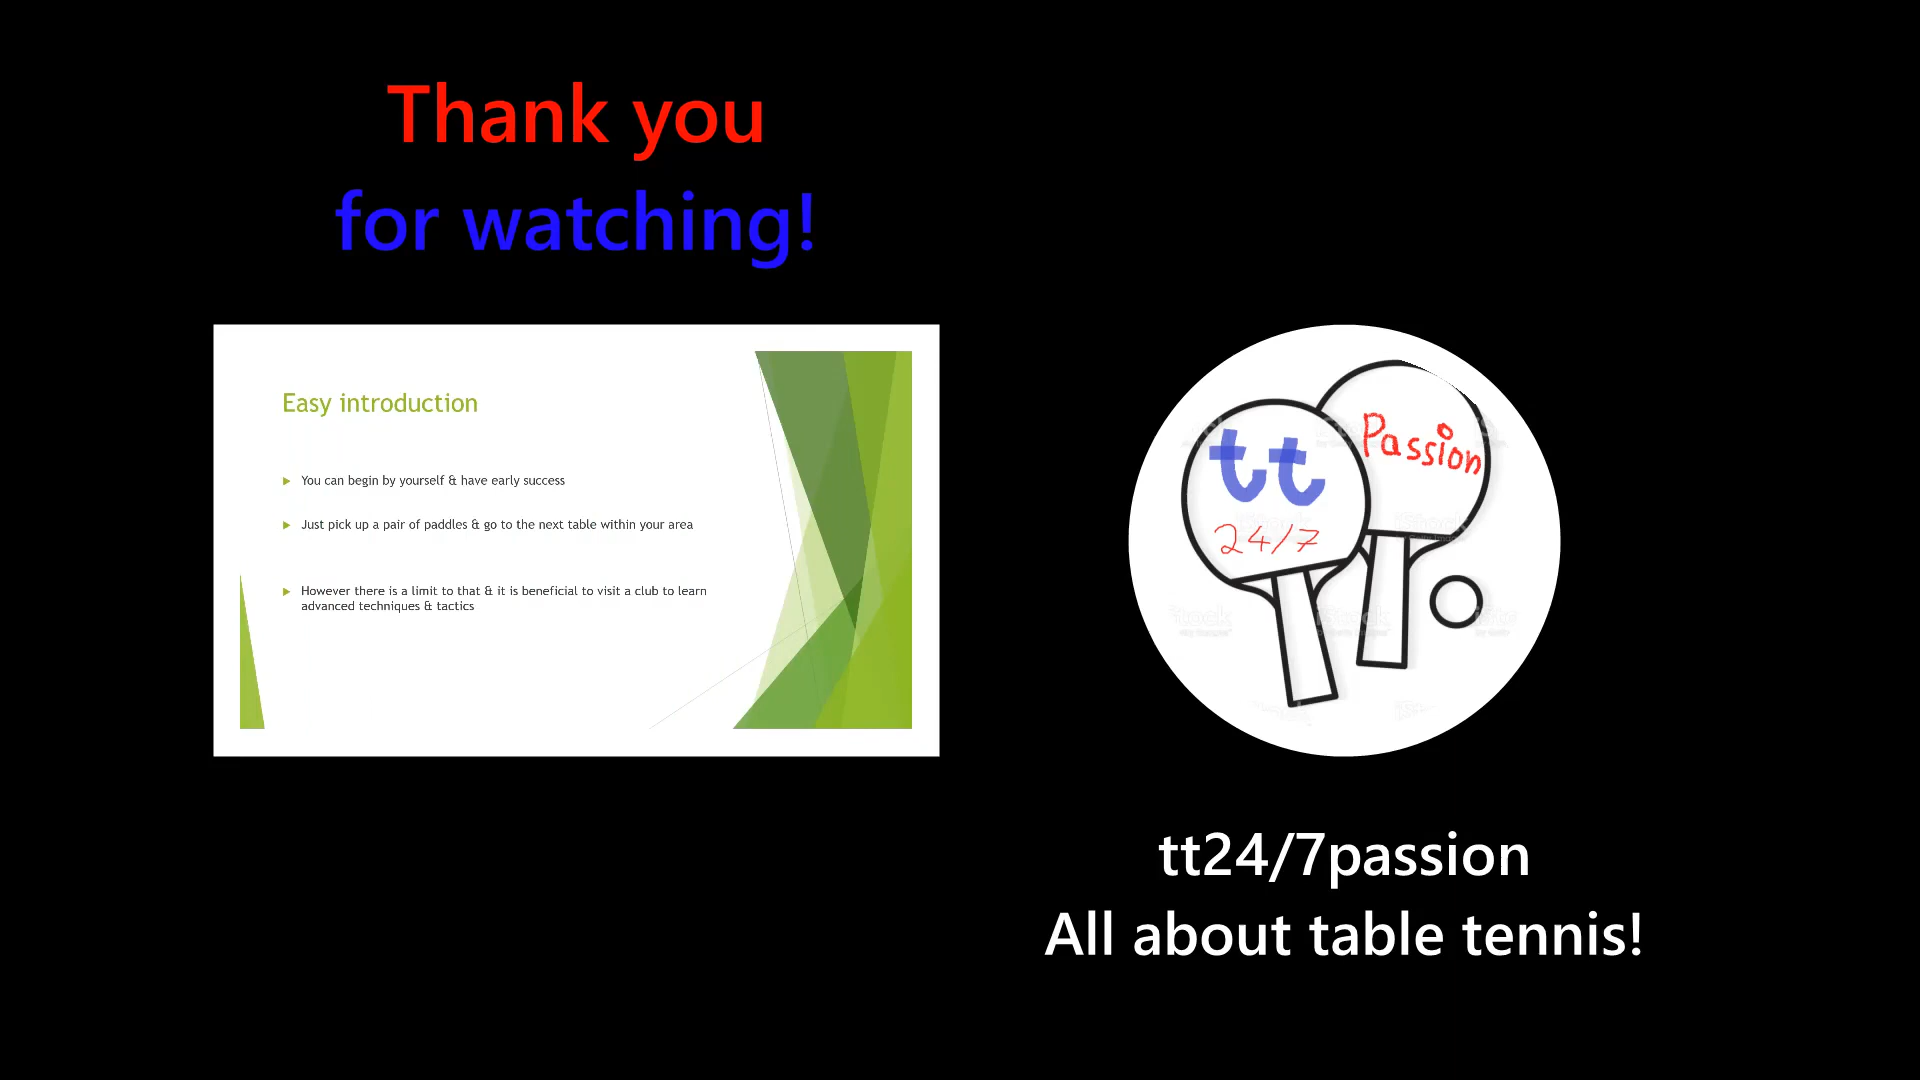 Thank you
for watching!
Easy introduction
You can begin by yourself & have early success
Just pick up a pair of paddles & go to the next table within your area
However there is a limit to that & it is beneficial to visit a club to learn
advanced techniques & tactics
tt
24/7
Passion
iStock
tt24/7passion
All about table tennis!